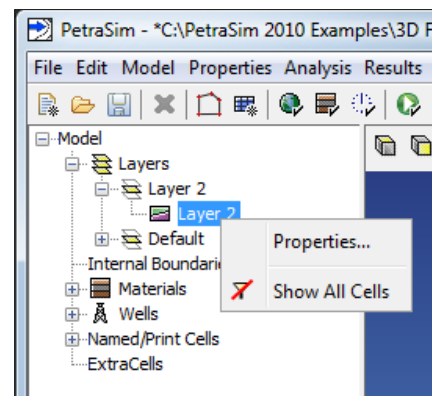 PetraSim - *C:\PetraSim 2010 Examples\3D F
File Edit Model Properties Analysis Results
Model
Layers
Layer 2
Layer 2
Default
Internal Boundari
Materials
Wells
Named/Print Cells
ExtraCells
Properties...
Show All Cells